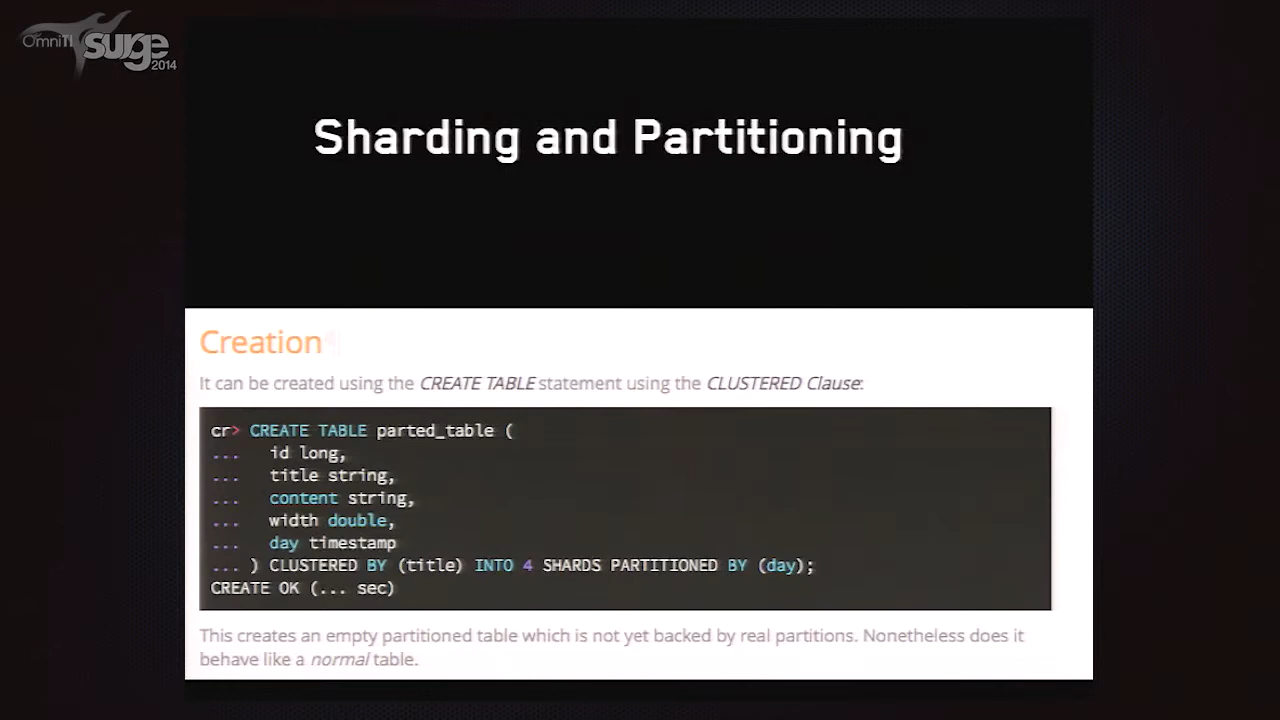 OmniTI surge 2014
Sharding and Partitioning
Creation
It can be created using the CREATE TABLE statement using the CLUSTERED Clause:
cr> CREATE TABLE parted_table (
... id long,
... title string,
... content string,
... width double,
... day timestamp
... ) CLUSTERED BY (title) INTO 4 SHARDS PARTITIONED BY (day);
CREATE OK (... sec)
This creates an empty partitioned table which is not yet backed by real partitions. Nonetheless does it
behave like a normal table.